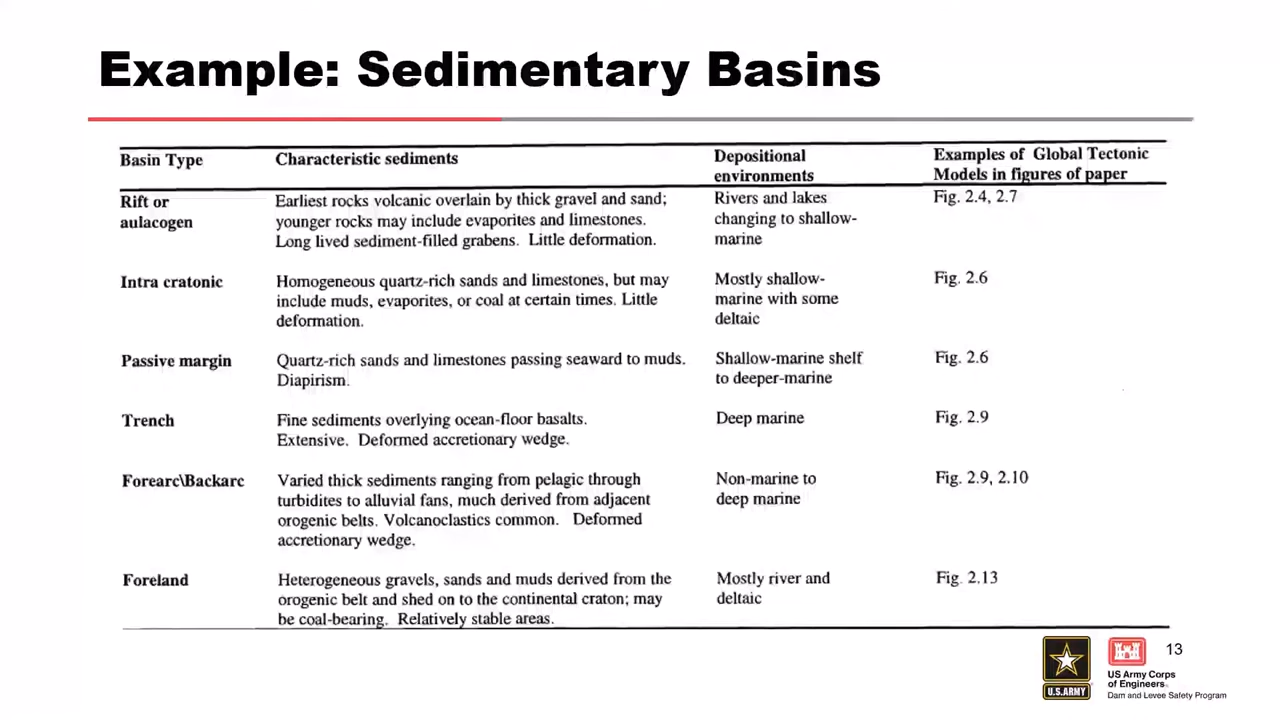 Example: Sedimentary Basins
Basin Type
Characteristic sediments
Depositional
environments
Examples of Global Tectonic
Models in figures of paper
Rift or
aulacogen
Earliest rocks volcanic overlain by thick gravel and sand;
younger rocks may include evaporites and limestones.
Long lived sediment-filled grabens. Little deformation.
Rivers and lakes
changing to shallow-
marine
Fig. 2.4, 2.7
Intra cratonic
Homogeneous quartz-rich sands and limestones, but may
include muds, evaporites, or coal at certain times. Little
deformation.
Mostly shallow-
marine with some
deltaic
Fig. 2.6
Passive margin
Quartz-rich sands and limestones passing seaward to muds.
Diapirism.
Shallow-marine shelf
to deeper-marine
Fig. 2.6
Trench
Fine sediments overlying ocean-floor basalts.
Extensive. Deformed accretionary wedge.
Deep marine
Fig. 2.9
Forearc\Backarc
Varied thick sediments ranging from pelagic through
turbidites to alluvial fans, much derived from adjacent
orogenic belts. Volcanoclastics common. Deformed
accretionary wedge.
Non-marine to
deep marine
Fig. 2.9, 2.10
Foreland
Heterogeneous gravels, sands and muds derived from the
orogenic belt and shed on to the continental craton; may
be coal-bearing. Relatively stable areas.
Mostly river and
deltaic
Fig. 2.13
U.S. ARMY
US Army Corps
of Engineers®
Dam and Levee Safety Program
13